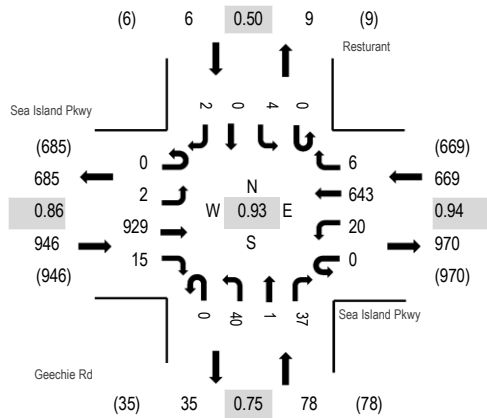 (6) 6 0.50 9 (9)
Resturant
Sea Island Pkwy
2 0 4 0
(685) (669)
0 6
685 669
2 643
N
0.86 W 0.93 E 0.94
929 20
S
946 970
15 0
(946) (970)
0 40 1 37
Sea Island Pkwy
Geechie Rd
(35) 35 0.75 78 (78)